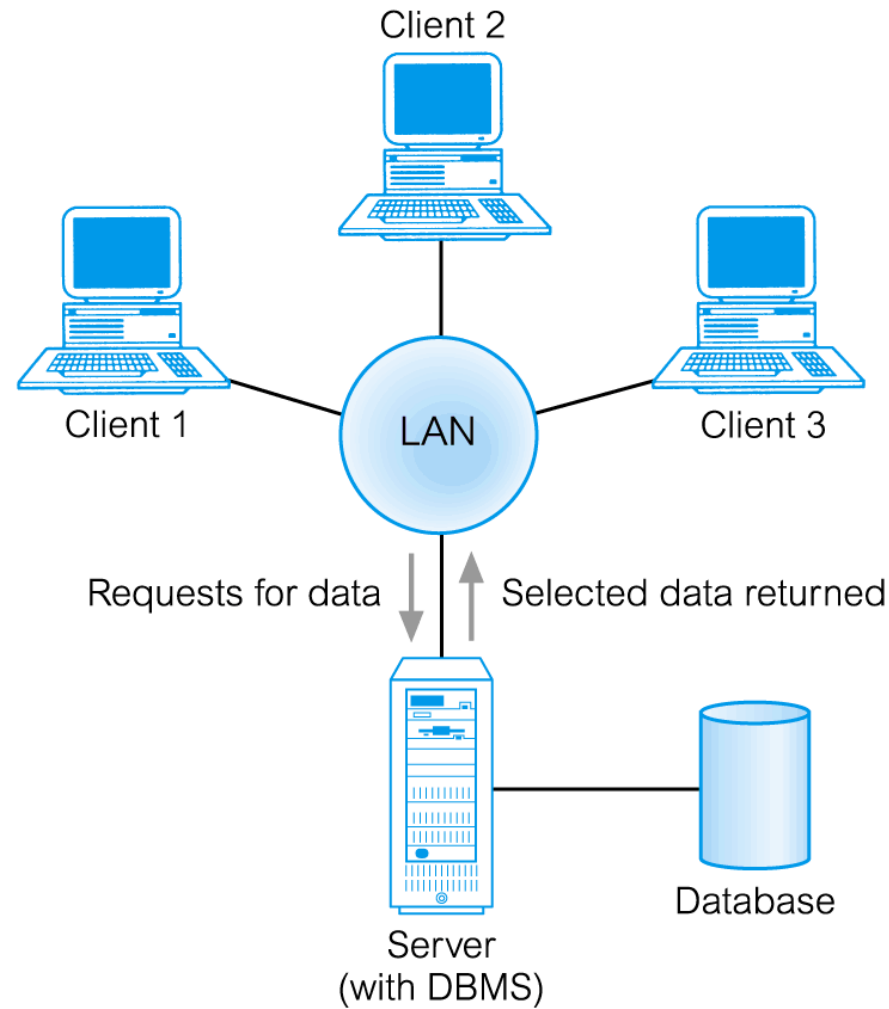 Client 2
Client 1
Client 3
LAN
Requests for data
Selected data returned
Database
Server
(with DBMS)